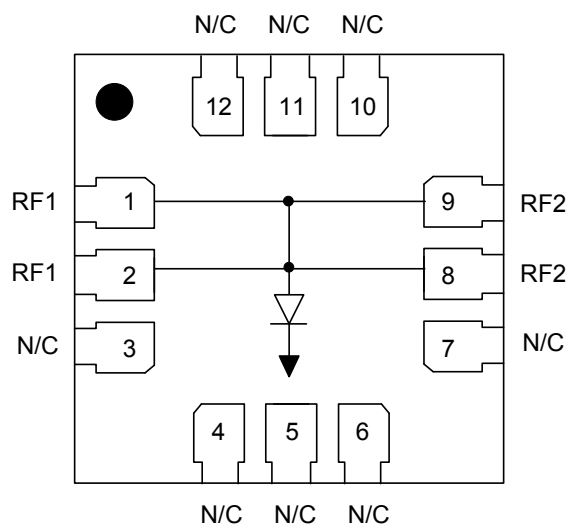 N/C N/C N/C
12 11 10
RF1 1 9 RF2
RF1 2 8 RF2
N/C 3 7 N/C
4 5 6
N/C N/C N/C